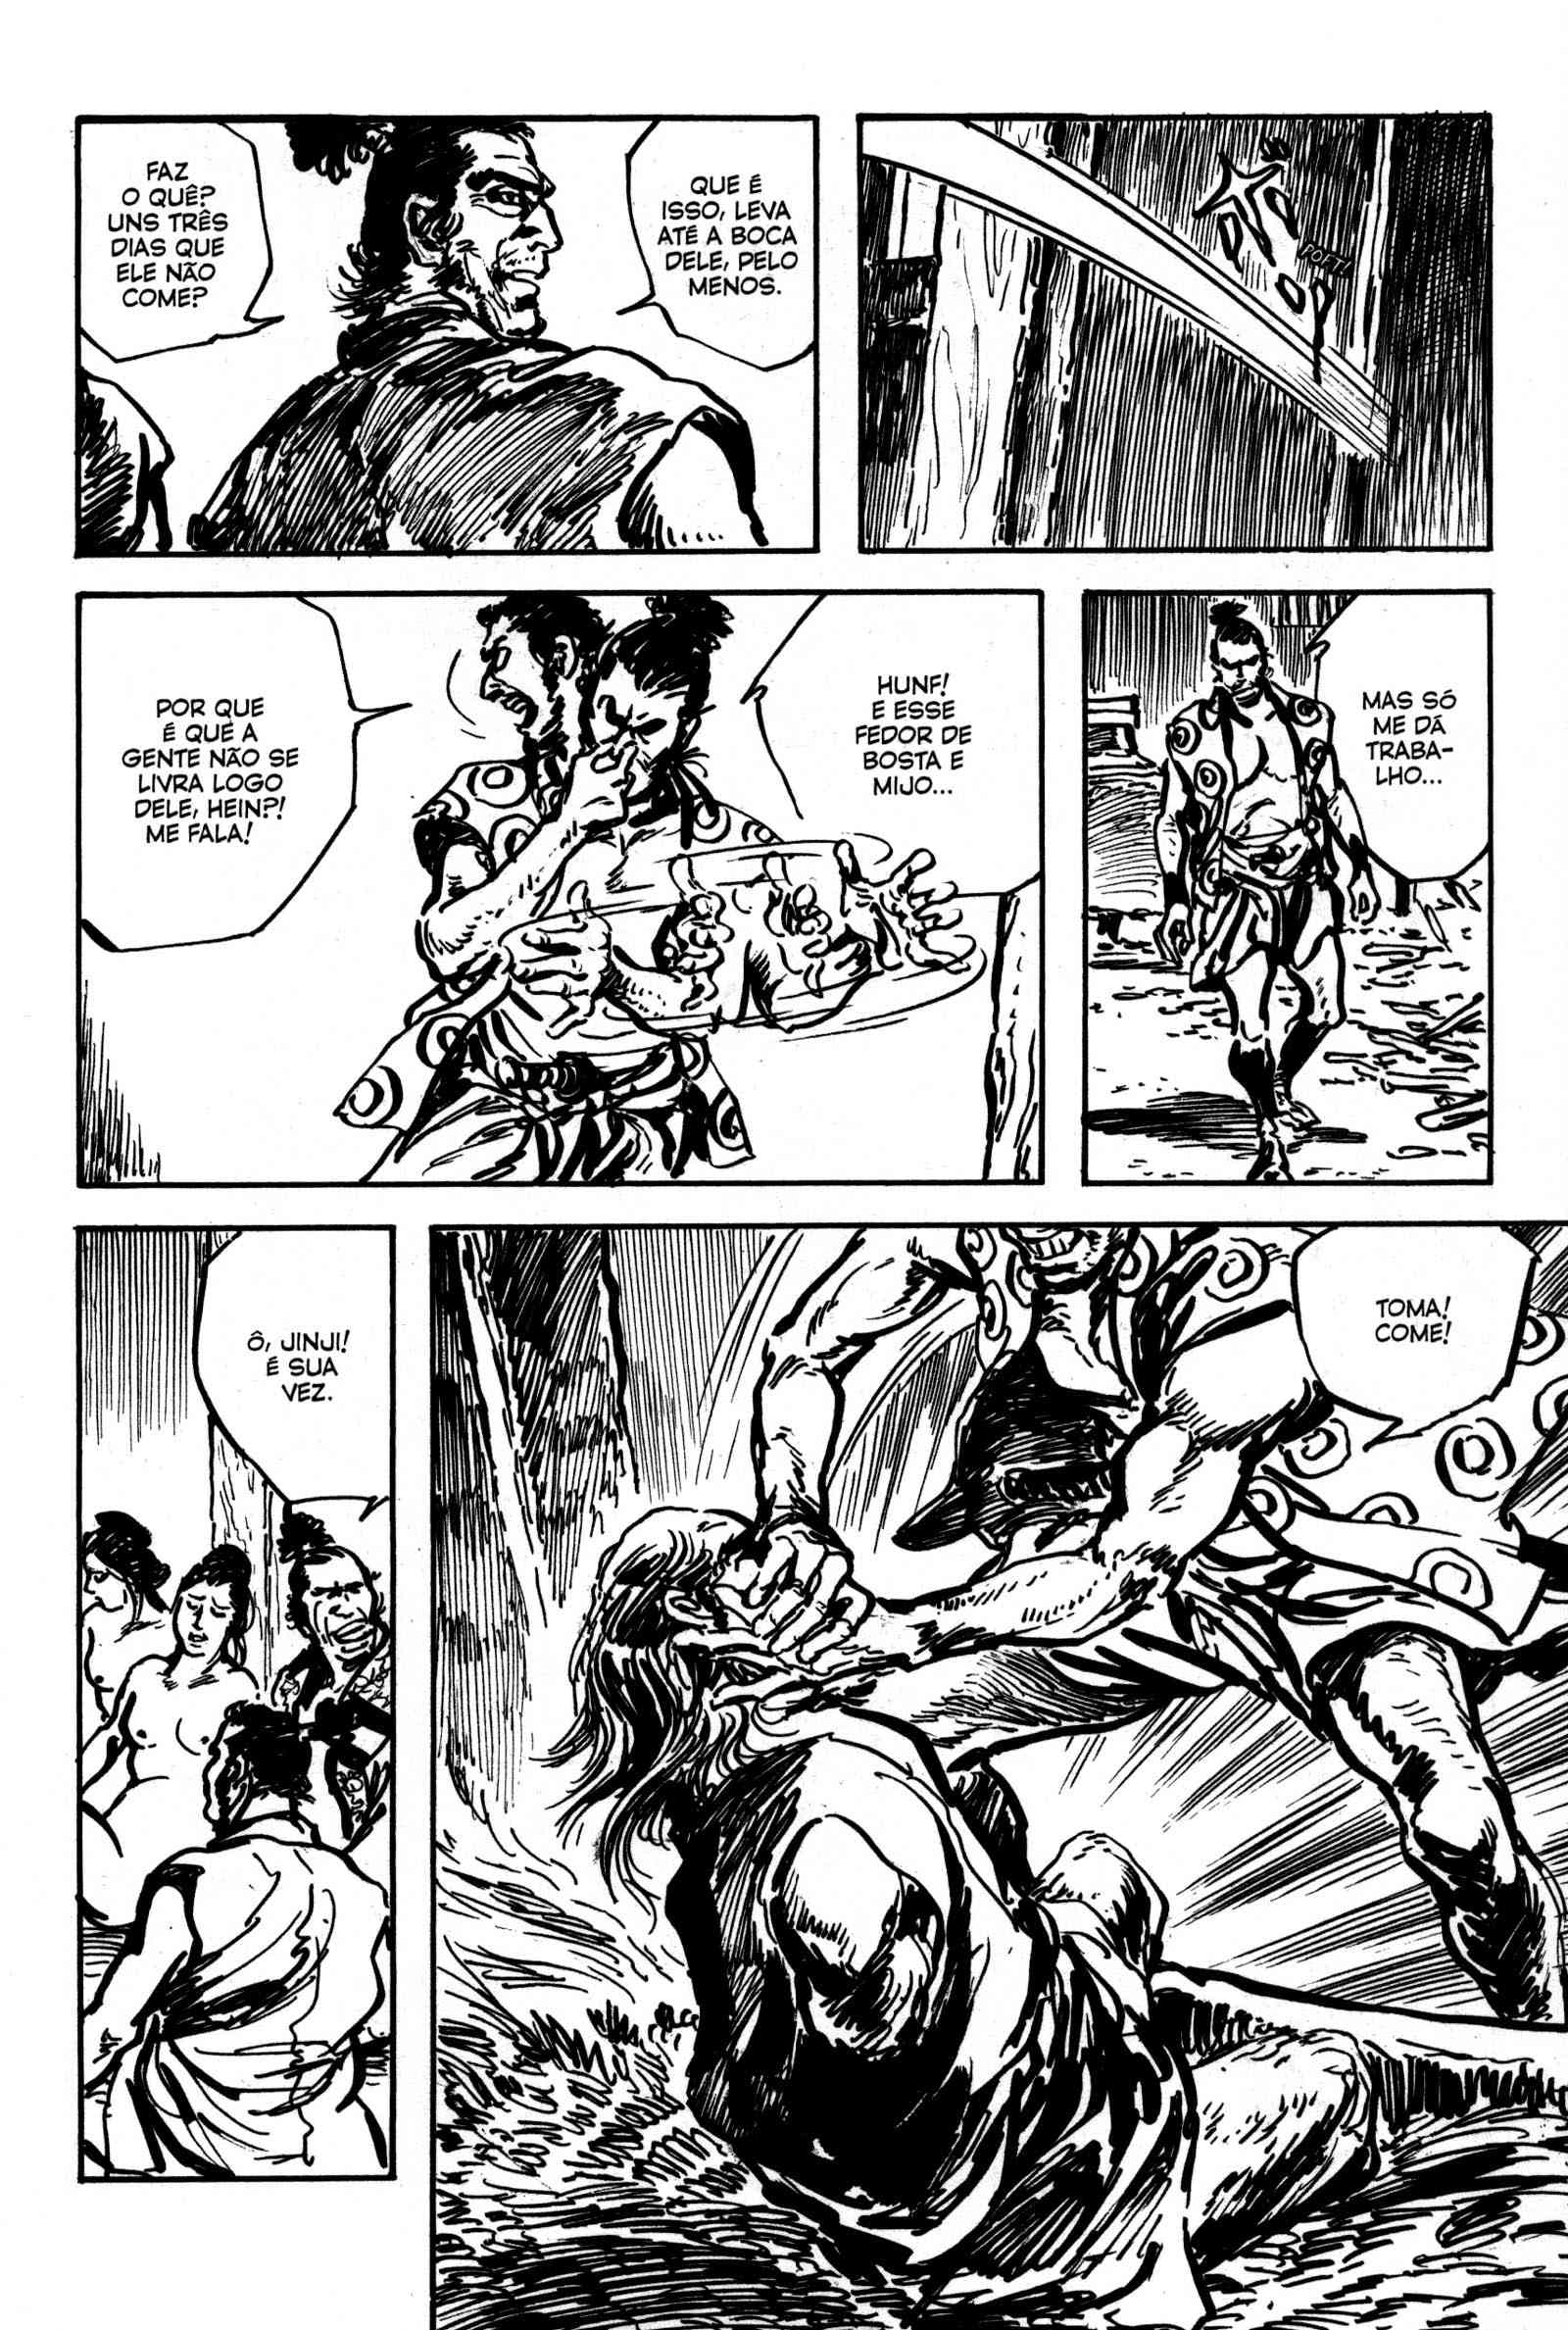 QUE É
ISSO, LEVA
ATÉ A BOCA
DELE, PELO
MENOS.
FAZ
O QUÊ?
UNS TRÊS
DIAS QUE
ELE NÃO
COME?
MAS SÓ
ME DÁ
TRABA-
LHO...
HUNF!
E ESSE
FEDOR DE
BOSTA E
MIJO...
POR QUE
É QUE A
GENTE NÃO SE
LIVRA LOGO
DELE, HEIN?!
ME FALA!
TOMA!
COME!
Ô, JINJI!
É SUA
VEZ.